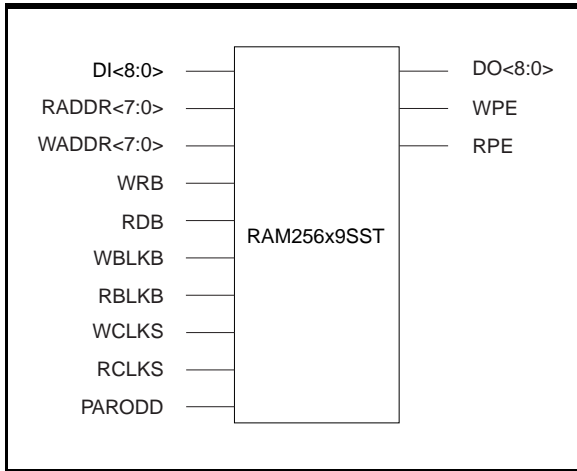 DI<8:0>
RADDR<7:0>
WADDR<7:0>
WRB
RDB
WBLKB
RBLKB
WCLKS
RCLKS
PARODD
RAM256x9SST
DO<8:0>
WPE
RPE